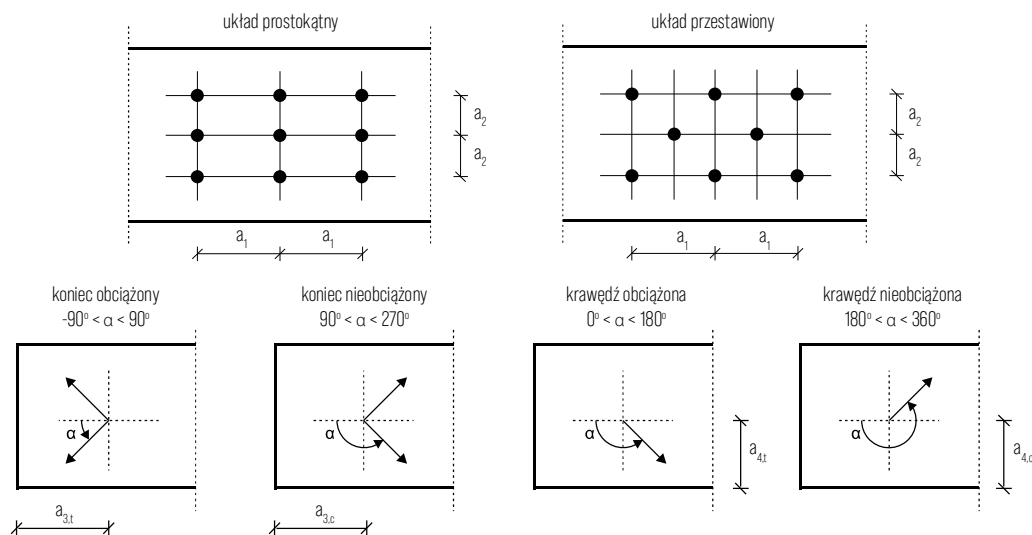 układ prostokątny
układ przestawiony
a2
a2
a2
a2
a1
a1
a1
a1
koniec obciążony
-90° < α < 90°
koniec nieobciążony
90° < α < 270°
krawędź obciążona
0° < α < 180°
krawędź nieobciążona
180° < α < 360°
α
α
α
α
a4,t
a4,c
a3,t
a3,c